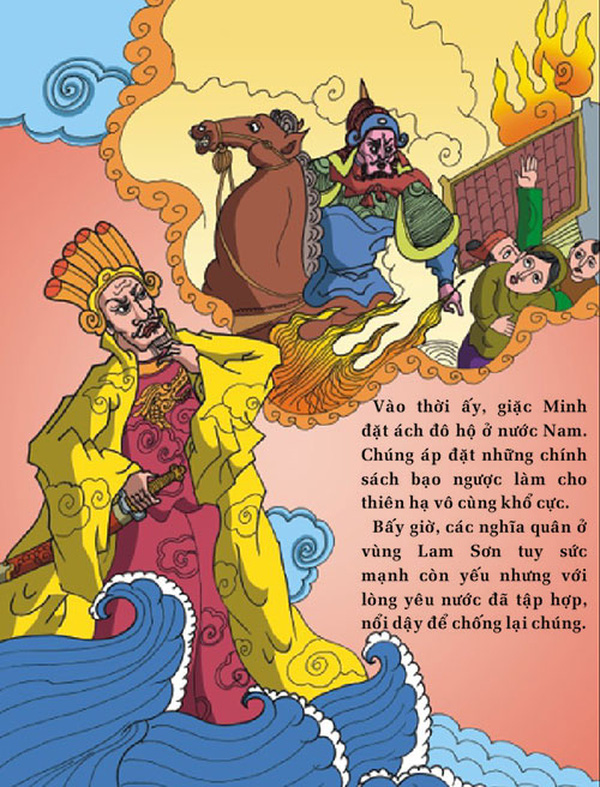 Vào thời ấy, giặc Minh
đặt ách đô hộ ở nước Nam.
Chúng áp đặt những chính
sách bạo ngược làm cho
thiên hạ vô cùng khổ cực.
Bấy giờ, các nghĩa quân ở
vùng Lam Sơn tuy sức
mạnh còn yếu nhưng với
lòng yêu nước đã tập hợp,
nổi dậy để chống lại chúng.